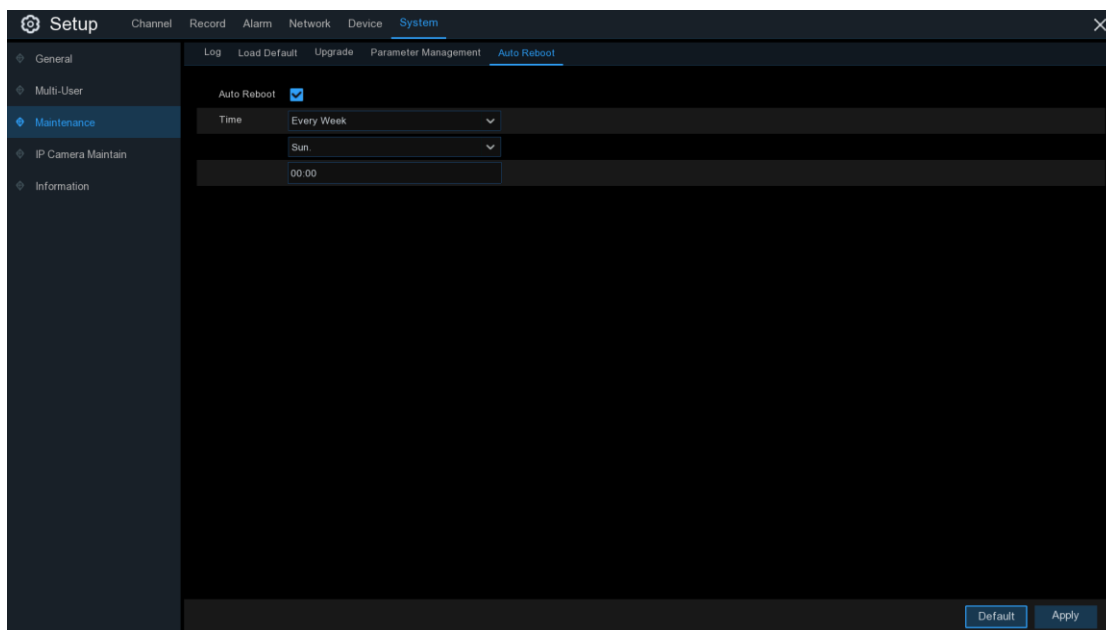 Setup Channel Record Alarm Network Device System
General
Multi-User
Maintenance
IP Camera Maintain
Information
Log Load Default Upgrade Parameter Management Auto Reboot
Auto Reboot
Time Every Week
Sun.
00:00
Default Apply